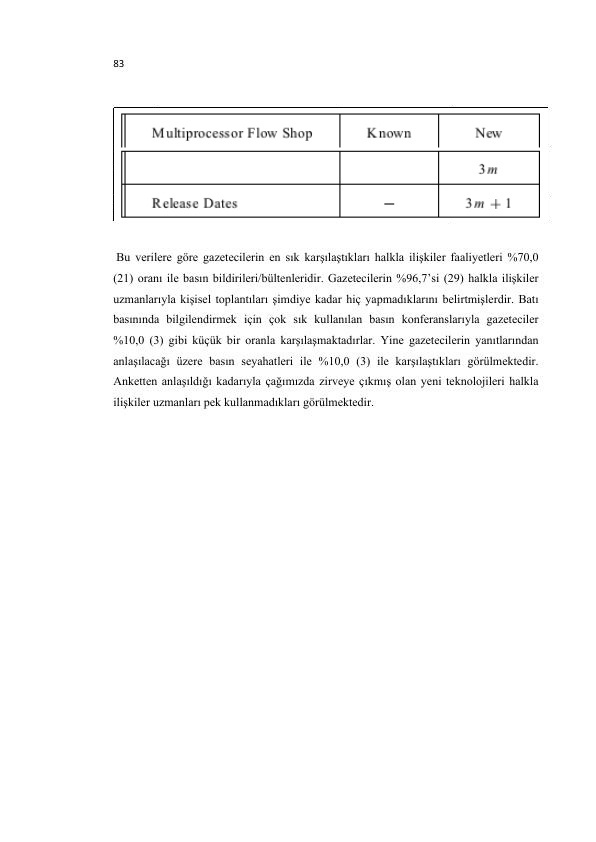 83
Multiprocessor Flow Shop Known New
3m
Release Dates — 3m + 1
Bu verilere göre gazetecilerin en sık karşılaştıkları halkla ilişkiler faaliyetleri %70,0
(21) oranı ile basın bildirileri/bültenleridir. Gazetecilerin %96,7’si (29) halkla ilişkiler
uzmanlarıyla kişisel toplantıları şimdiye kadar hiç yapmadıklarını belirtmişlerdir. Batı
basınında bilgilendirmek için çok sık kullanılan basın konferanslarıyla gazeteciler
%10,0 (3) gibi küçük bir oranla karşılaşmaktadırlar. Yine gazetecilerin yanıtlarından
anlaşılacağı üzere basın seyahatleri ile %10,0 (3) ile karşılaştıkları görülmektedir.
Anketten anlaşıldığı kadarıyla çağımızda zirveye çıkmış olan yeni teknolojileri halkla
ilişkiler uzmanları pek kullanmadıkları görülmektedir.